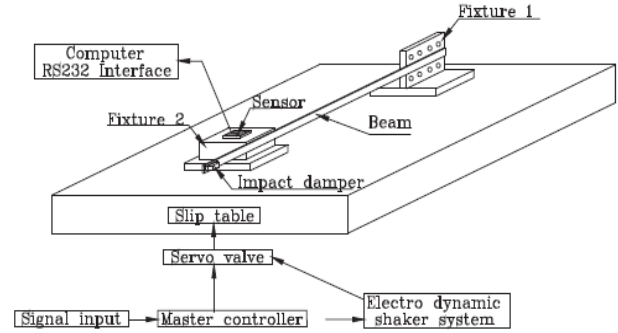 Fixture 1
Computer
RS232 Interface
Sensor
Fixture 2
Beam
Impact damper
Slip table
Servo valve
Signal input
Master controller
Electro dynamic
shaker system